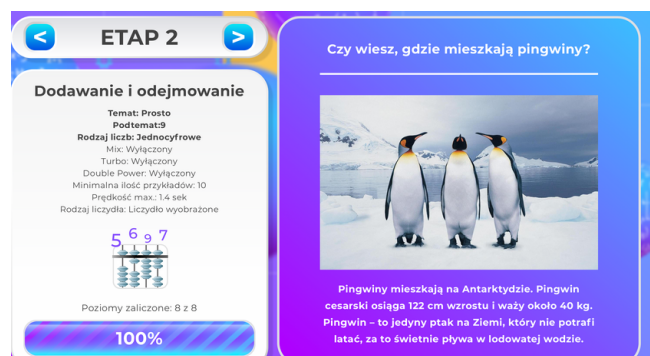 < ETAP 2 >
Dodawanie i odejmowanie
Temat: Prosto
Podtemat:9
Rodzaj liczb: Jednocyfrowe
Mix: Wyłączony
Turbo: Wyłączony
Double Power: Wyłączony
Minimalna ilość przykładów: 10
Prędkość max.: 1.4 sek
Rodzaj liczydła: Liczydło wyobrażone
5 6 9 7
Poziomy zaliczone: 8 z 8
100%
Czy wiesz, gdzie mieszkają pingwiny?
Pingwiny mieszkają na Antarktydzie. Pingwin
cesarski osiąga 122 cm wzrostu i waży około 40 kg.
Pingwin – to jedyny ptak na Ziemi, który nie potrafi
latać, za to świetnie pływa w lodowatej wodzie.